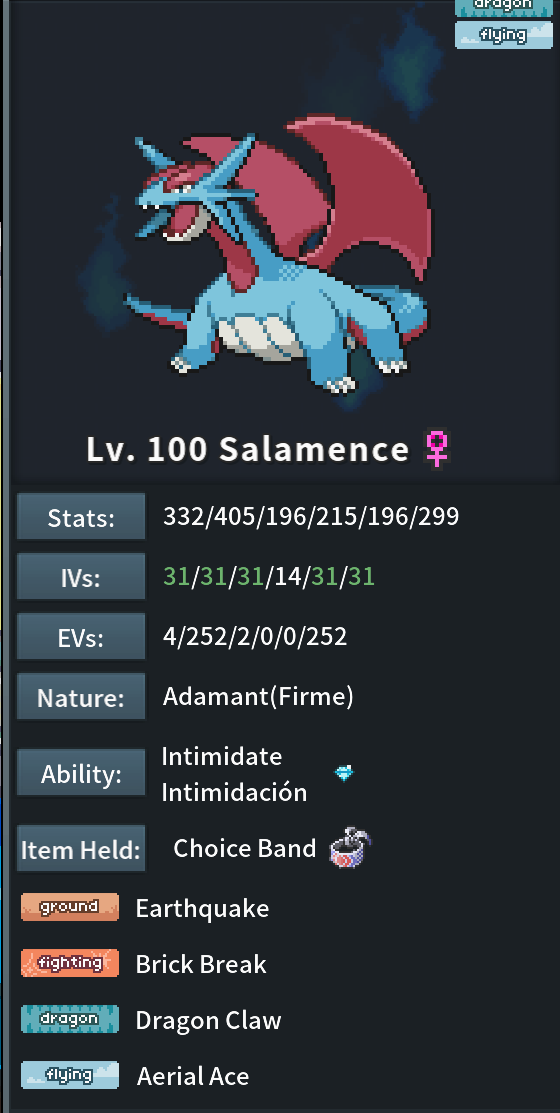 dragon
flying
Lv. 100 Salamence ♀
Stats: 332/405/196/215/196/299
IVs: 31/31/31/14/31/31
EVs: 4/252/2/0/0/252
Nature: Adamant(Firme)
Ability: Intimidate
Intimidación
Item Held: Choice Band
ground Earthquake
fighting Brick Break
dragon Dragon Claw
flying Aerial Ace